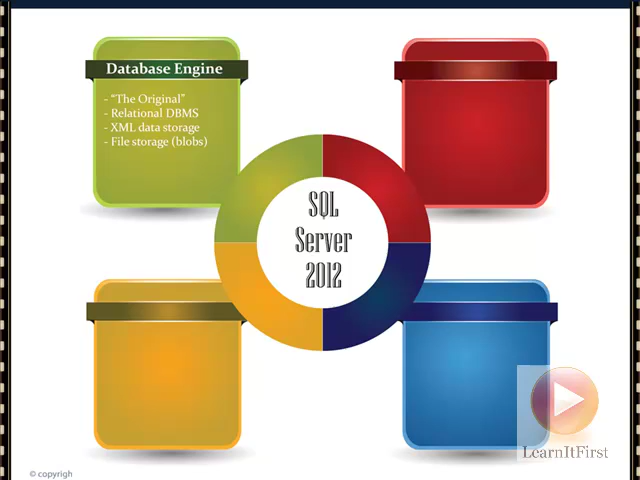 Database Engine
- “The Original”
- Relational DBMS
- XML data storage
- File storage (blobs)
SQL
Server
2012
LearnItFirst
© copyrigh